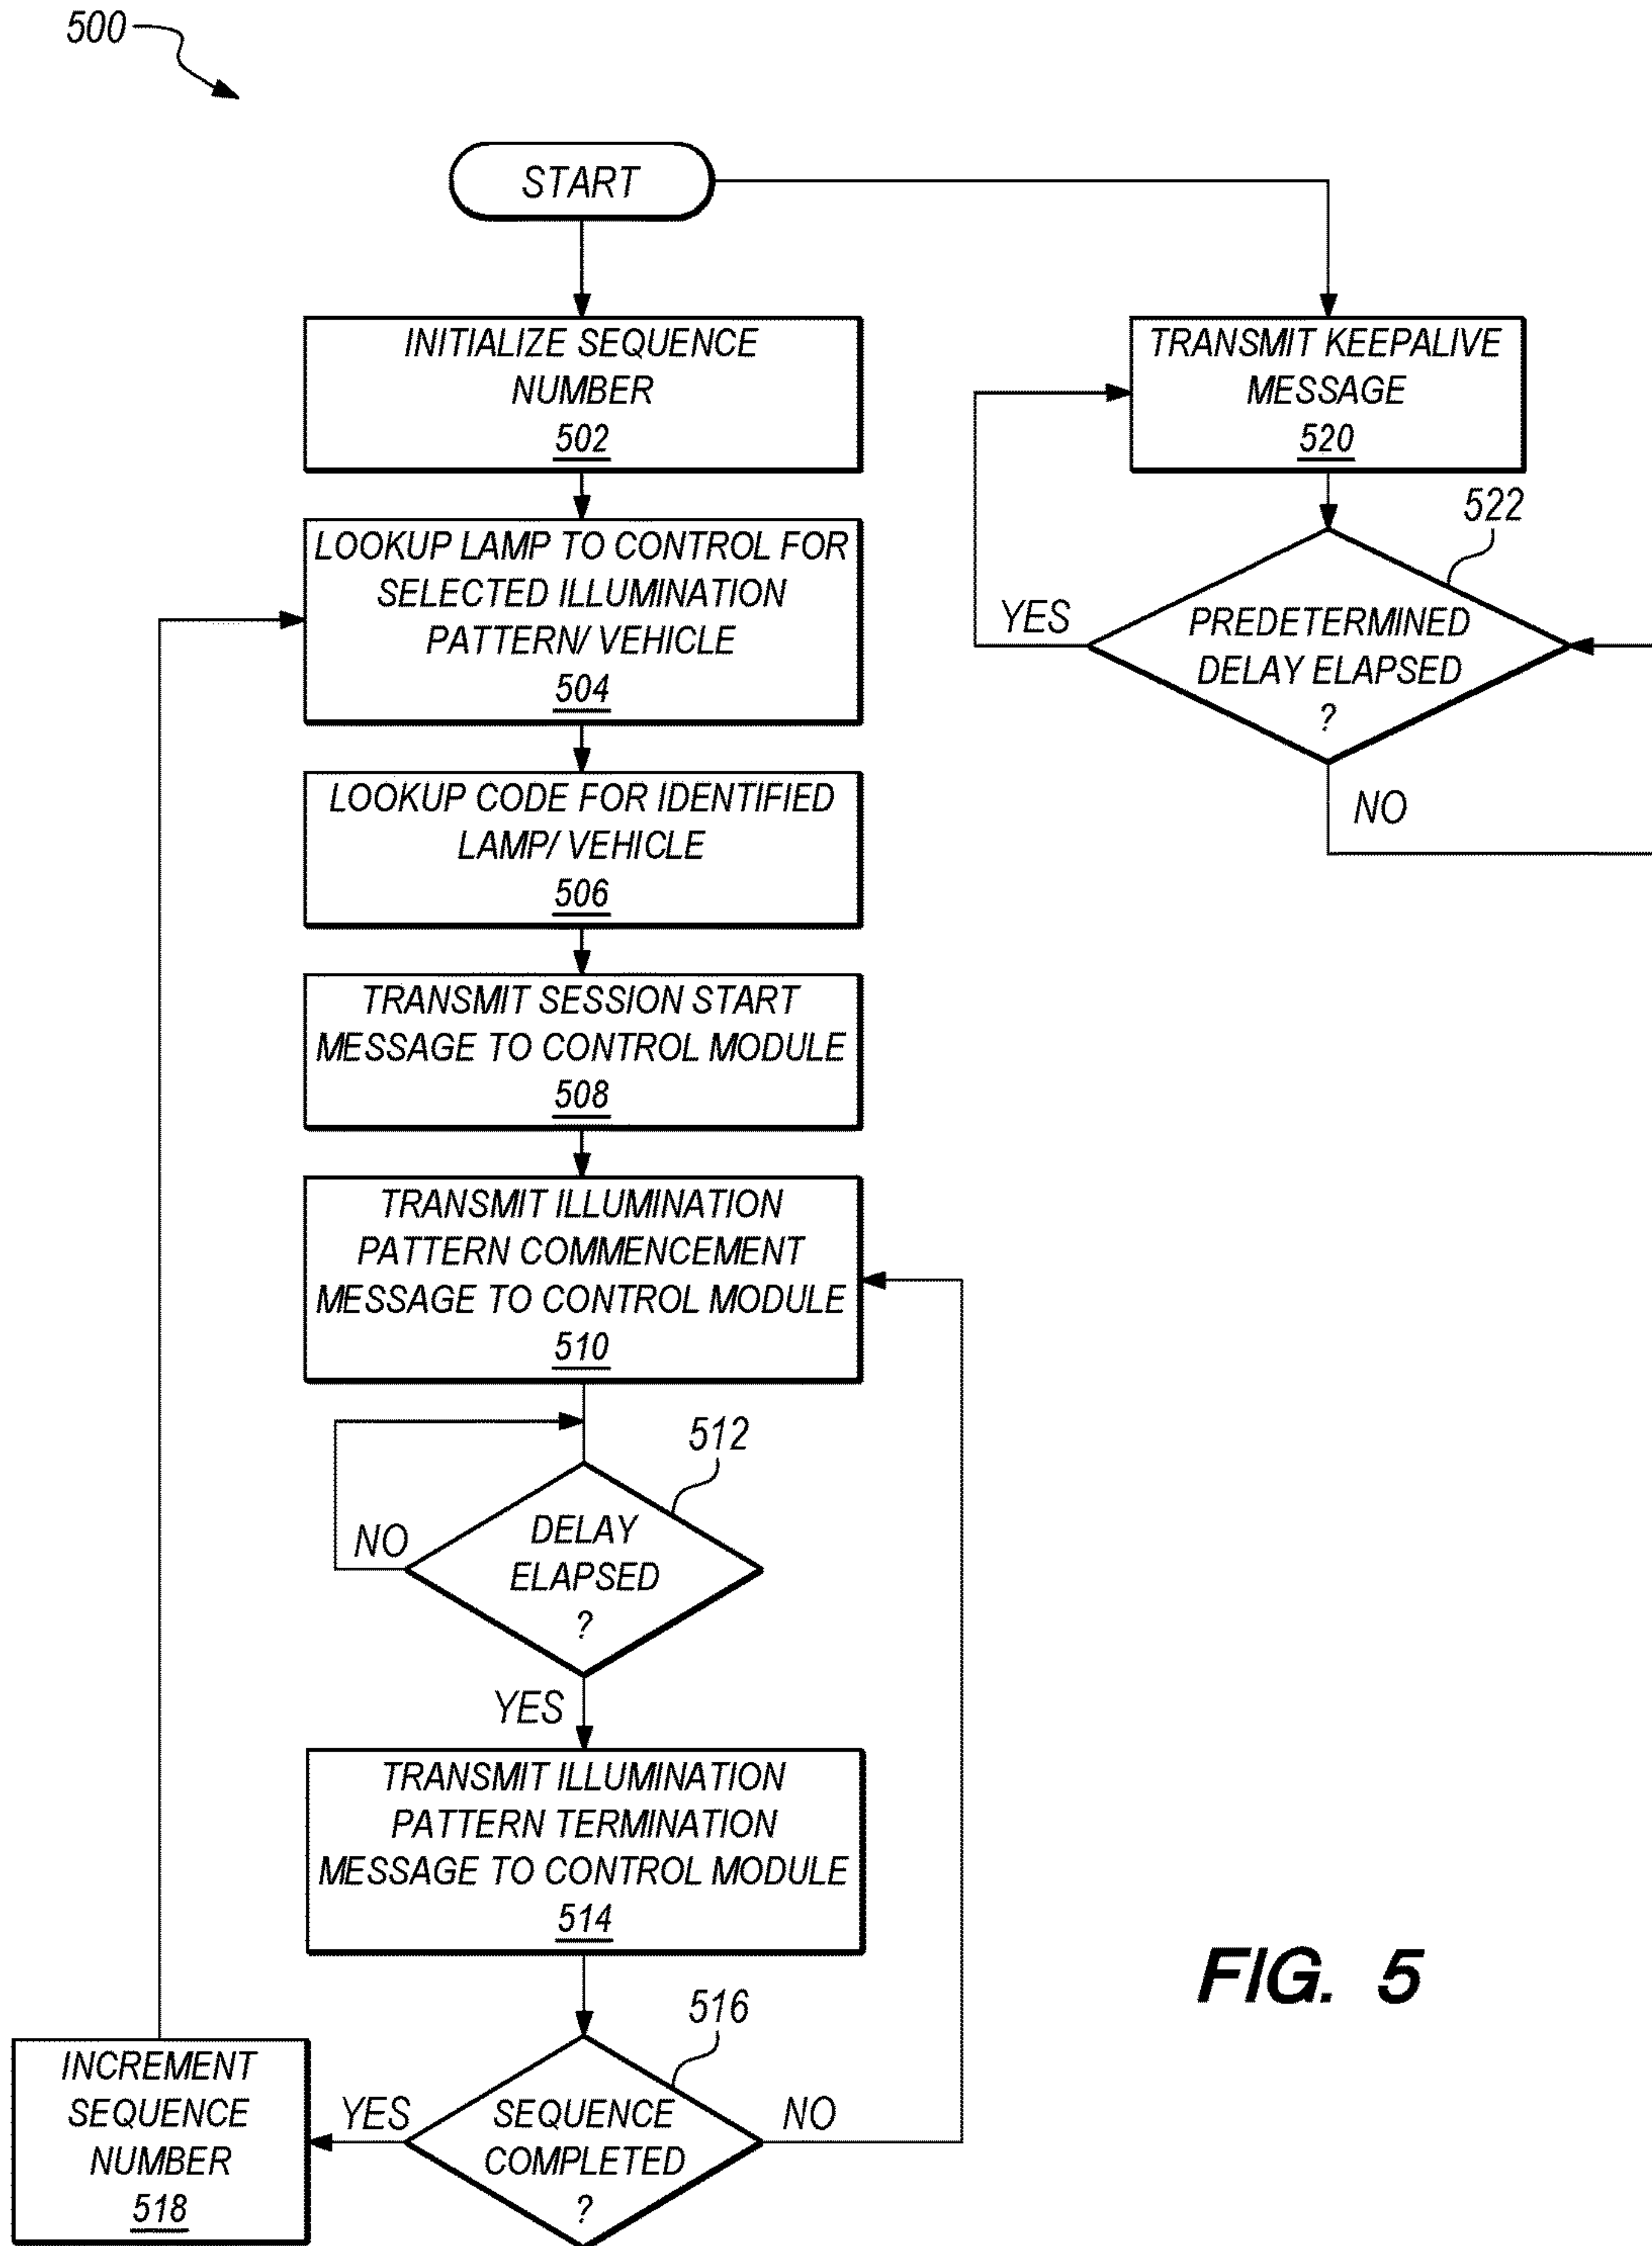 500
START
INITIALIZE SEQUENCE
NUMBER
502
LOOKUP LAMP TO CONTROL FOR
SELECTED ILLUMINATION
PATTERN/ VEHICLE
504
LOOKUP CODE FOR IDENTIFIED
LAMP/ VEHICLE
506
TRANSMIT SESSION START
MESSAGE TO CONTROL MODULE
508
TRANSMIT ILLUMINATION
PATTERN COMMENCEMENT
MESSAGE TO CONTROL MODULE
510
512
DELAY
ELAPSED
?
NO
YES
TRANSMIT ILLUMINATION
PATTERN TERMINATION
MESSAGE TO CONTROL MODULE
514
516
SEQUENCE
COMPLETED
?
YES
NO
INCREMENT
SEQUENCE
NUMBER
518
TRANSMIT KEEPALIVE
MESSAGE
520
522
PREDETERMINED
DELAY ELAPSED
?
YES
NO
FIG. 5